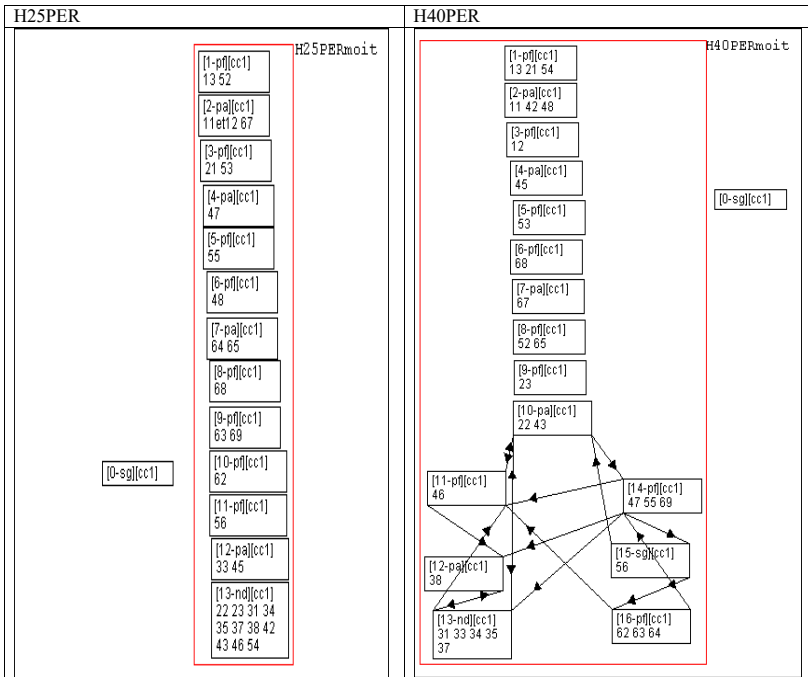 H25PER
H40PER
H25PERmoit
[1-pf][cc1]
13 52
[2-pa][cc1]
11et12 67
[3-pf][cc1]
21 53
[4-pa][cc1]
47
[5-pf][cc1]
55
[6-pf][cc1]
48
[7-pa][cc1]
64 65
[8-pf][cc1]
68
[9-pf][cc1]
63 69
[0-sg][cc1]
[10-pf][cc1]
62
[11-pf][cc1]
56
[12-pa][cc1]
33 45
[13-nd][cc1]
22 23 31 34
35 37 38 42
43 46 54
H40PERmoit
[1-pf][cc1]
13 21 54
[2-pa][cc1]
11 42 48
[3-pf][cc1]
12
[4-pa][cc1]
45
[0-sg][cc1]
[5-pf][cc1]
53
[6-pf][cc1]
68
[7-pa][cc1]
67
[8-pf][cc1]
52 65
[9-pf][cc1]
23
[10-pa][cc1]
22 43
[11-pf][cc1]
46
[14-pf][cc1]
47 55 69
[12-pa][cc1]
38
[15-sg][cc1]
56
[13-nd][cc1]
31 33 34 35
37
[16-pf][cc1]
62 63 64